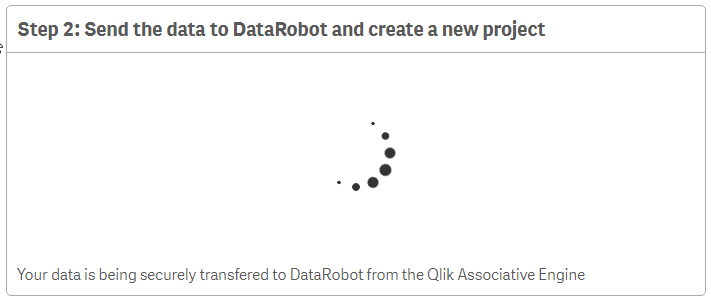 Step 2: Send the data to DataRobot and create a new project
Your data is being securely transfered to DataRobot from the Qlik Associative Engine